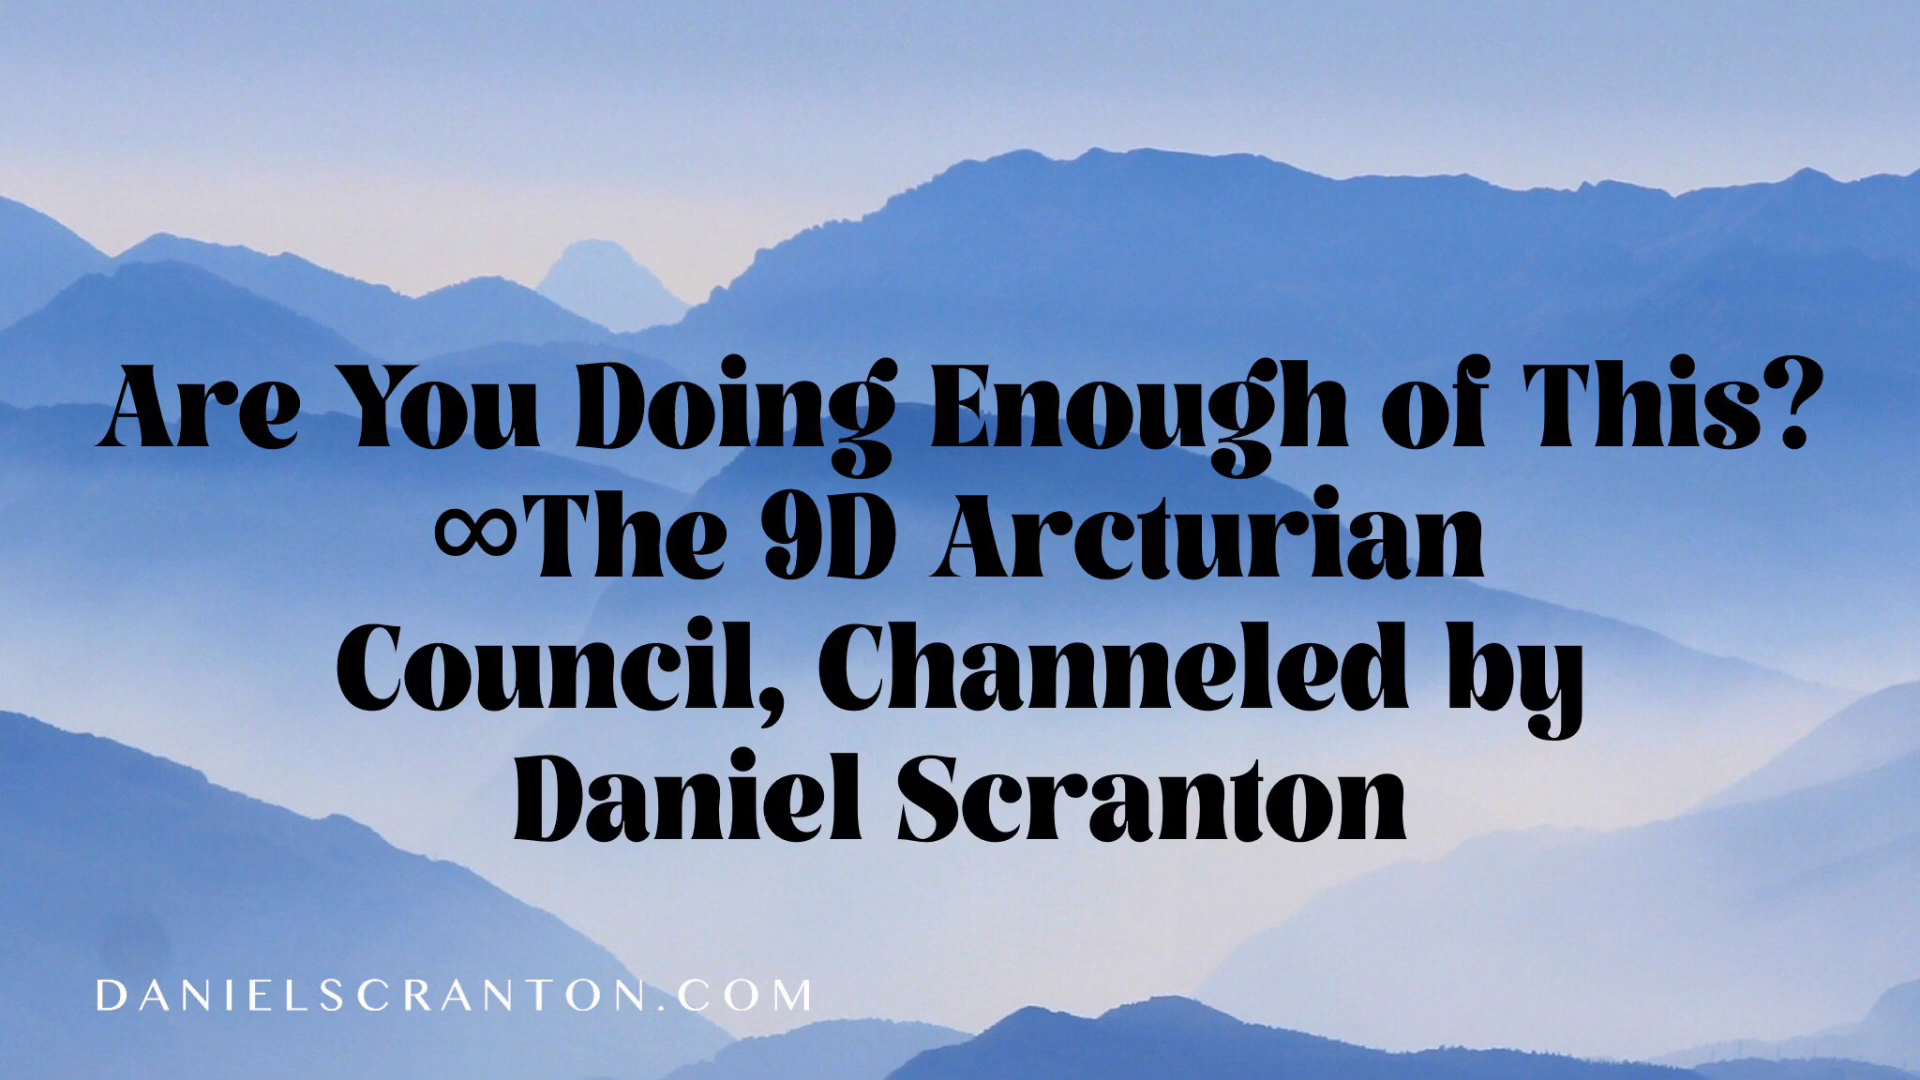 Are You Doing Enough of This?
∞The 9D Arcturian
Council, Channeled by
Daniel Scranton
DANIELSCRANTON.COM